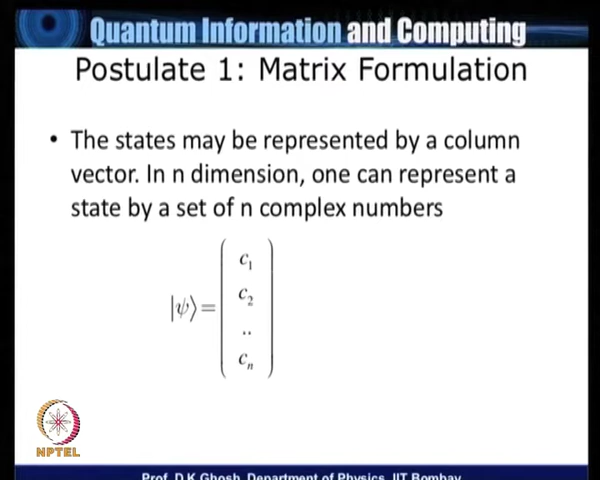 Quantum Information and Computing
Postulate 1: Matrix Formulation
• The states may be represented by a column
vector. In n dimension, one can represent a
state by a set of n complex numbers
c₁
c₂
|ψ⟩=
..
cₙ
NPTEL
Prof. D.K Ghosh, Department of Physics, IIT Bombay